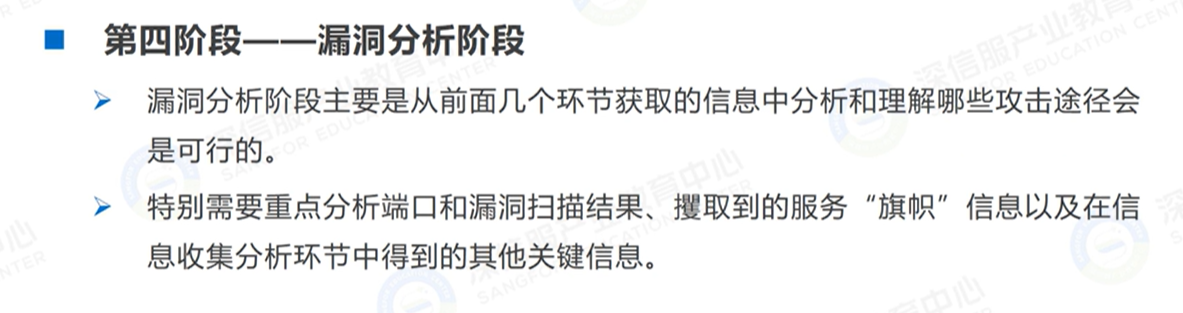 第四阶段——漏洞分析阶段
漏洞分析阶段主要是从前面几个环节获取的信息中分析和理解哪些攻击途径会
是可行的。
特别需要重点分析端口和漏洞扫描结果、攫取到的服务“旗帜”信息以及在信
息收集分析环节中得到的其他关键信息。
深信服产业教育中心
SANGFOR EDUCATION CENTER